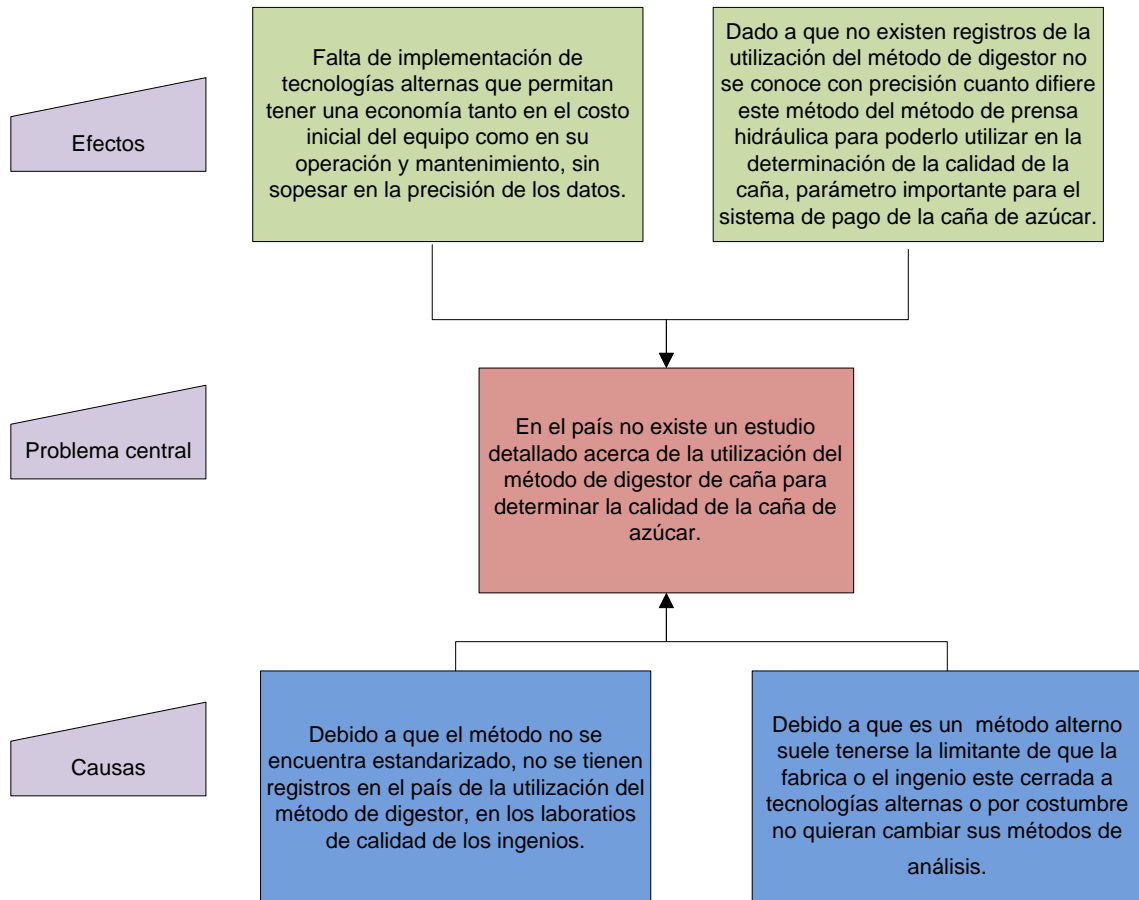 Efectos
Falta de implementación de
tecnologías alternas que permitan
tener una economía tanto en el costo
inicial del equipo como en su
operación y mantenimiento, sin
sopesar en la precisión de los datos.
Dado a que no existen registros de la
utilización del método de digestor no
se conoce con precisión cuanto difiere
este método del método de prensa
hidráulica para poderlo utilizar en la
determinación de la calidad de la
caña, parámetro importante para el
sistema de pago de la caña de azúcar.
Problema central
En el país no existe un estudio
detallado acerca de la utilización del
método de digestor de caña para
determinar la calidad de la caña de
azúcar.
Causas
Debido a que el método no se
encuentra estandarizado, no se tienen
registros en el país de la utilización del
método de digestor, en los laboratios
de calidad de los ingenios.
Debido a que es un método alterno
suele tenerse la limitante de que la
fabrica o el ingenio este cerrada a
tecnologías alternas o por costumbre
no quieran cambiar sus métodos de
análisis.